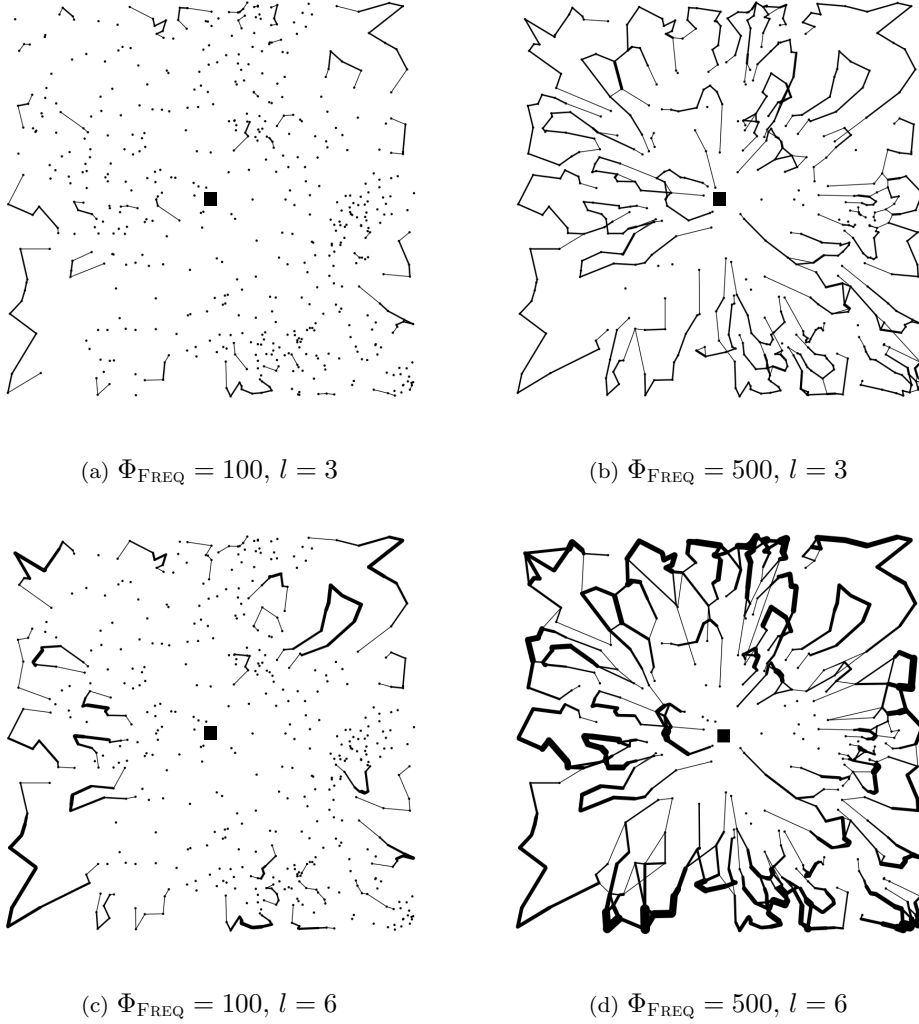 (a) Φ_FREQ = 100, l = 3
(b) Φ_FREQ = 500, l = 3
(c) Φ_FREQ = 100, l = 6
(d) Φ_FREQ = 500, l = 6